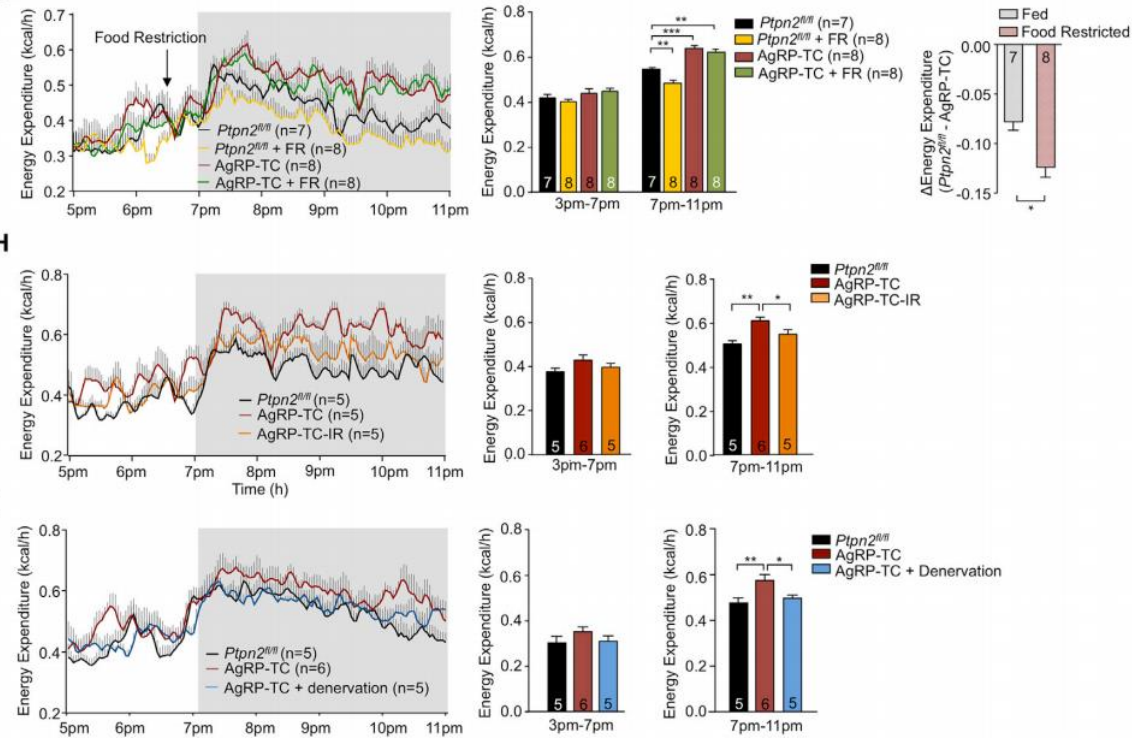 Energy Expenditure (kcal/h)
0.7
0.6
0.5
0.4
0.3
0.2
Food Restriction
Ptpn2fl/fl (n=7)
Ptpn2fl/fl + FR (n=8)
AgRP-TC (n=8)
AgRP-TC + FR (n=8)
5pm 6pm 7pm 8pm 9pm 10pm 11pm
Energy Expenditure (kcal/h)
0.8
0.6
0.4
0.2
0.0
** 
***
**
7 8 8 8 7 8 8 8
3pm-7pm 7pm-11pm
Ptpn2fl/fl (n=7)
Ptpn2fl/fl + FR (n=8)
AgRP-TC (n=8)
AgRP-TC + FR (n=8)
Fed
Food Restricted
ΔEnergy Expenditure
(Ptpn2fl/fl - AgRP-TC)
0.00
-0.05
-0.10
-0.15
7 8
*
H
Energy Expenditure (kcal/h)
0.8
0.6
0.4
0.2
Ptpn2fl/fl (n=5)
AgRP-TC (n=5)
AgRP-TC-IR (n=5)
5pm 6pm 7pm 8pm 9pm 10pm 11pm
Time (h)
Energy Expenditure (kcal/h)
0.8
0.6
0.4
0.2
0.0
5 6 5
3pm-7pm
Energy Expenditure (kcal/h)
0.8
0.6
0.4
0.2
0.0
** *
5 6 5
7pm-11pm
Ptpn2fl/fl
AgRP-TC
AgRP-TC-IR
Energy Expenditure (kcal/h)
0.8
0.6
0.4
0.2
Ptpn2fl/fl (n=5)
AgRP-TC (n=6)
AgRP-TC + denervation (n=5)
5pm 6pm 7pm 8pm 9pm 10pm 11pm
Energy Expenditure (kcal/h)
0.8
0.6
0.4
0.2
0.0
5 6 5
3pm-7pm
Energy Expenditure (kcal/h)
0.8
0.6
0.4
0.2
0.0
** *
5 6 5
7pm-11pm
Ptpn2fl/fl
AgRP-TC
AgRP-TC + Denervation